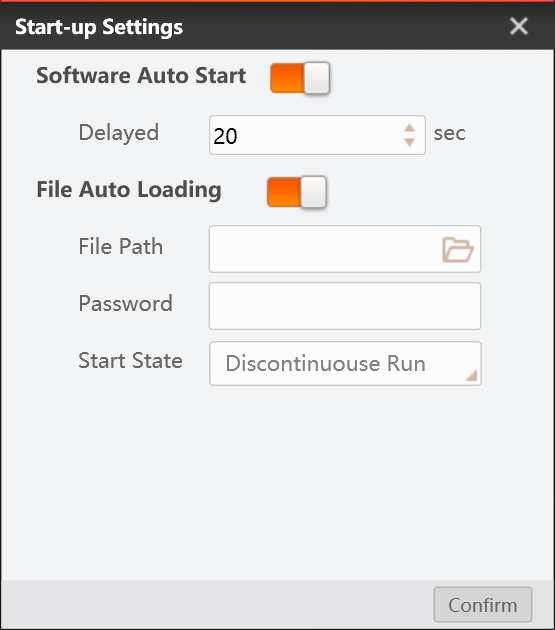 Start-up Settings
Software Auto Start
Delayed 20 sec
File Auto Loading
File Path
Password
Start State Discontinuouse Run
Confirm